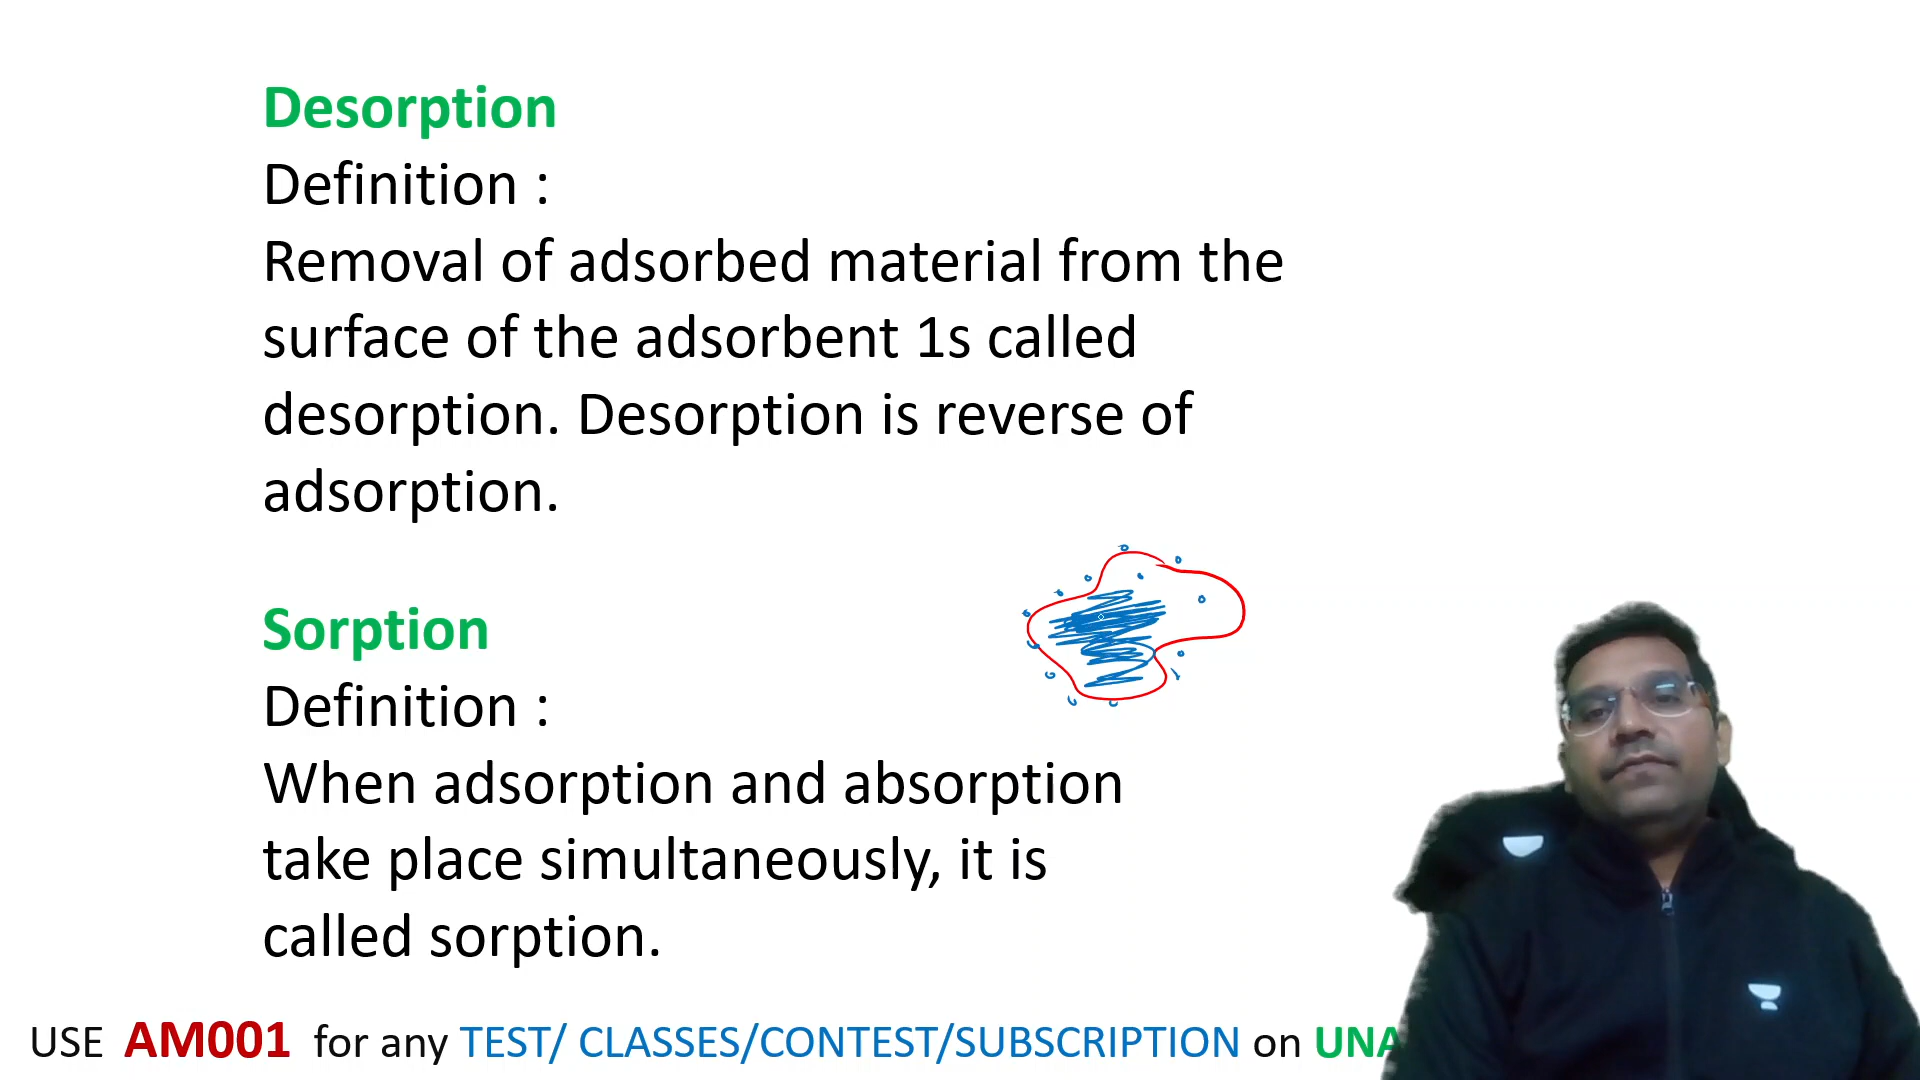 Desorption
Definition :
Removal of adsorbed material from the
surface of the adsorbent 1s called
desorption. Desorption is reverse of
adsorption.
Sorption
Definition :
When adsorption and absorption
take place simultaneously, it is
called sorption.
USE AM001 for any TEST/ CLASSES/CONTEST/SUBSCRIPTION on UNA